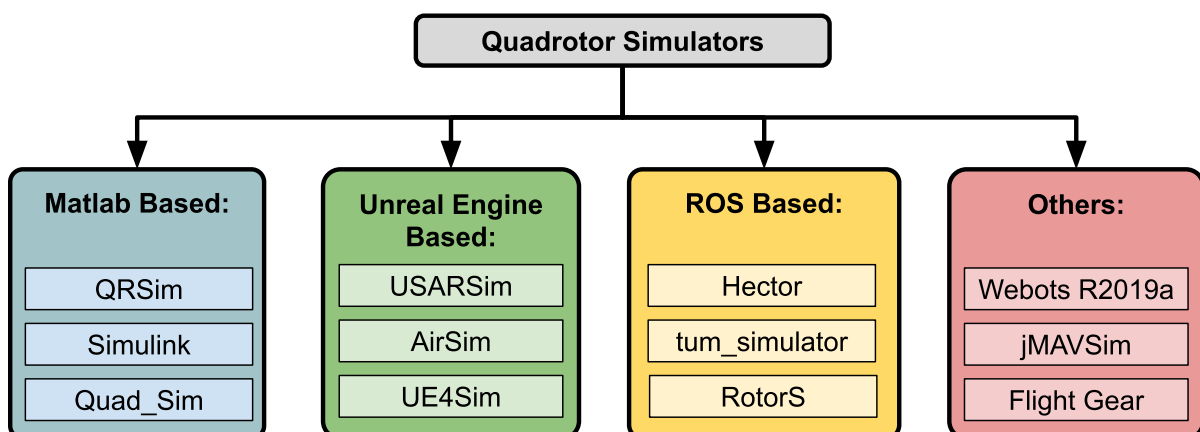 Quadrotor Simulators
Matlab Based:
QRSim
Simulink
Quad_Sim
Unreal Engine
Based:
USARSim
AirSim
UE4Sim
ROS Based:
Hector
tum_simulator
RotorS
Others:
Webots R2019a
jMAVSim
Flight Gear